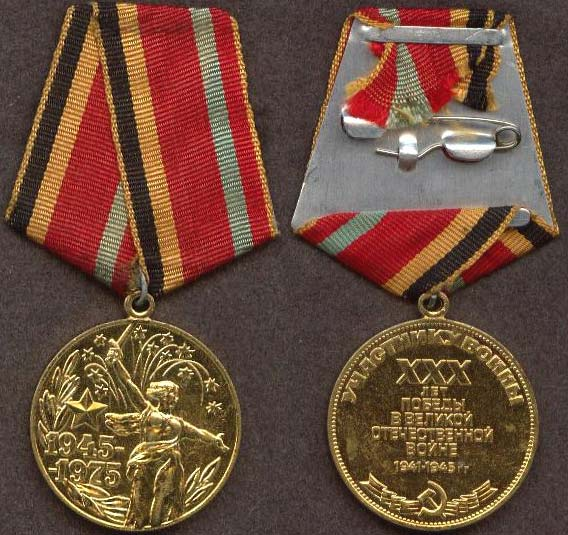 1945-
-1975
УЧАСТНИКУ ВОЙНЫ
XXX
ЛЕТ
ПОБЕДЫ
В ВЕЛИКОЙ
ОТЕЧЕСТВЕННОЙ
ВОЙНЕ
1941-1945 гг